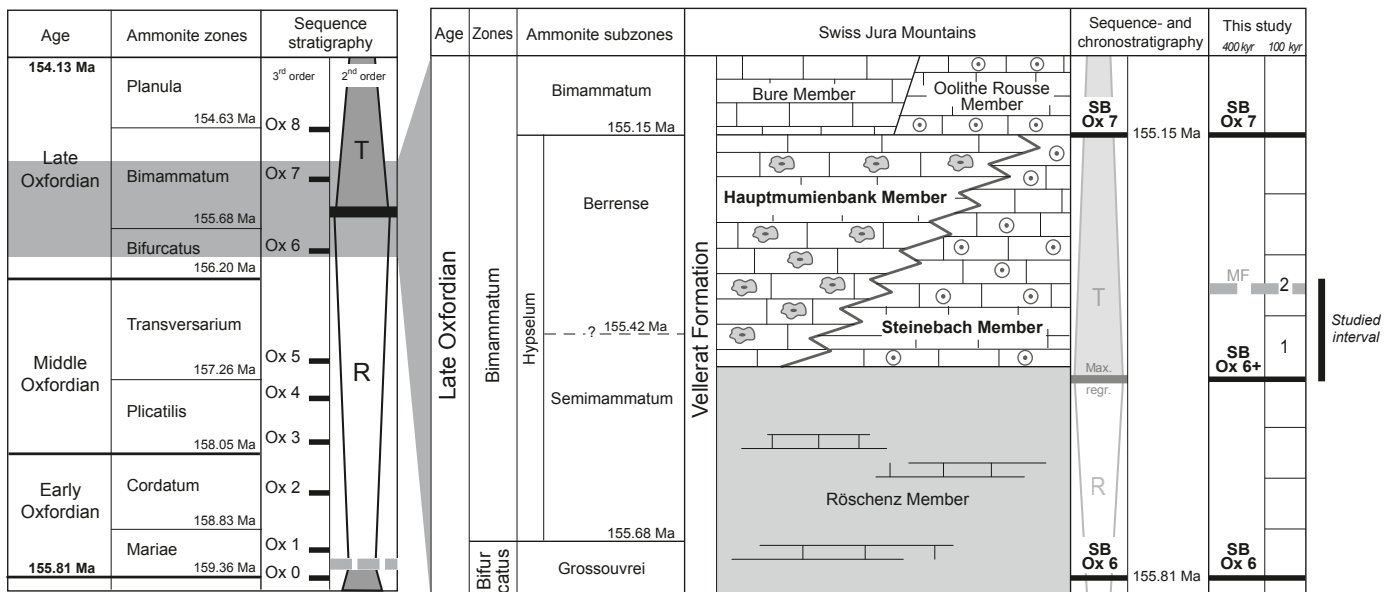 Age
Ammonite zones
Sequence
stratigraphy
154.13 Ma
3rd order
2nd order
Planula
154.63 Ma
Ox 8
Late
Oxfordian
T
Bimammatum
Ox 7
155.68 Ma
Bifurcatus
Ox 6
156.20 Ma
Transversarium
157.26 Ma
Ox 5
Middle
Oxfordian
R
Ox 4
Plicatilis
158.05 Ma
Ox 3
Early
Oxfordian
Cordatum
Ox 2
158.83 Ma
Mariae
Ox 1
155.81 Ma
159.36 Ma
Ox 0
Age
Zones
Ammonite subzones
Swiss Jura Mountains
Sequence- and
chronostratigraphy
This study
400 kyr
100 kyr
Late Oxfordian
Bimammatum
Bifur
catus
Hypselum
Bimammatum
155.15 Ma
Berrense
? 155.42 Ma
Semimammatum
155.68 Ma
Grossouvrei
Vellerat Formation
Bure Member
Oolithe Rousse
Member
Hauptmumienbank Member
Steinebach Member
Röschenz Member
SB
Ox 7
155.15 Ma
T
Max.
regr.
R
SB
Ox 6
155.81 Ma
SB
Ox 7
MF
2
1
SB
Ox 6+
SB
Ox 6
Studied
interval